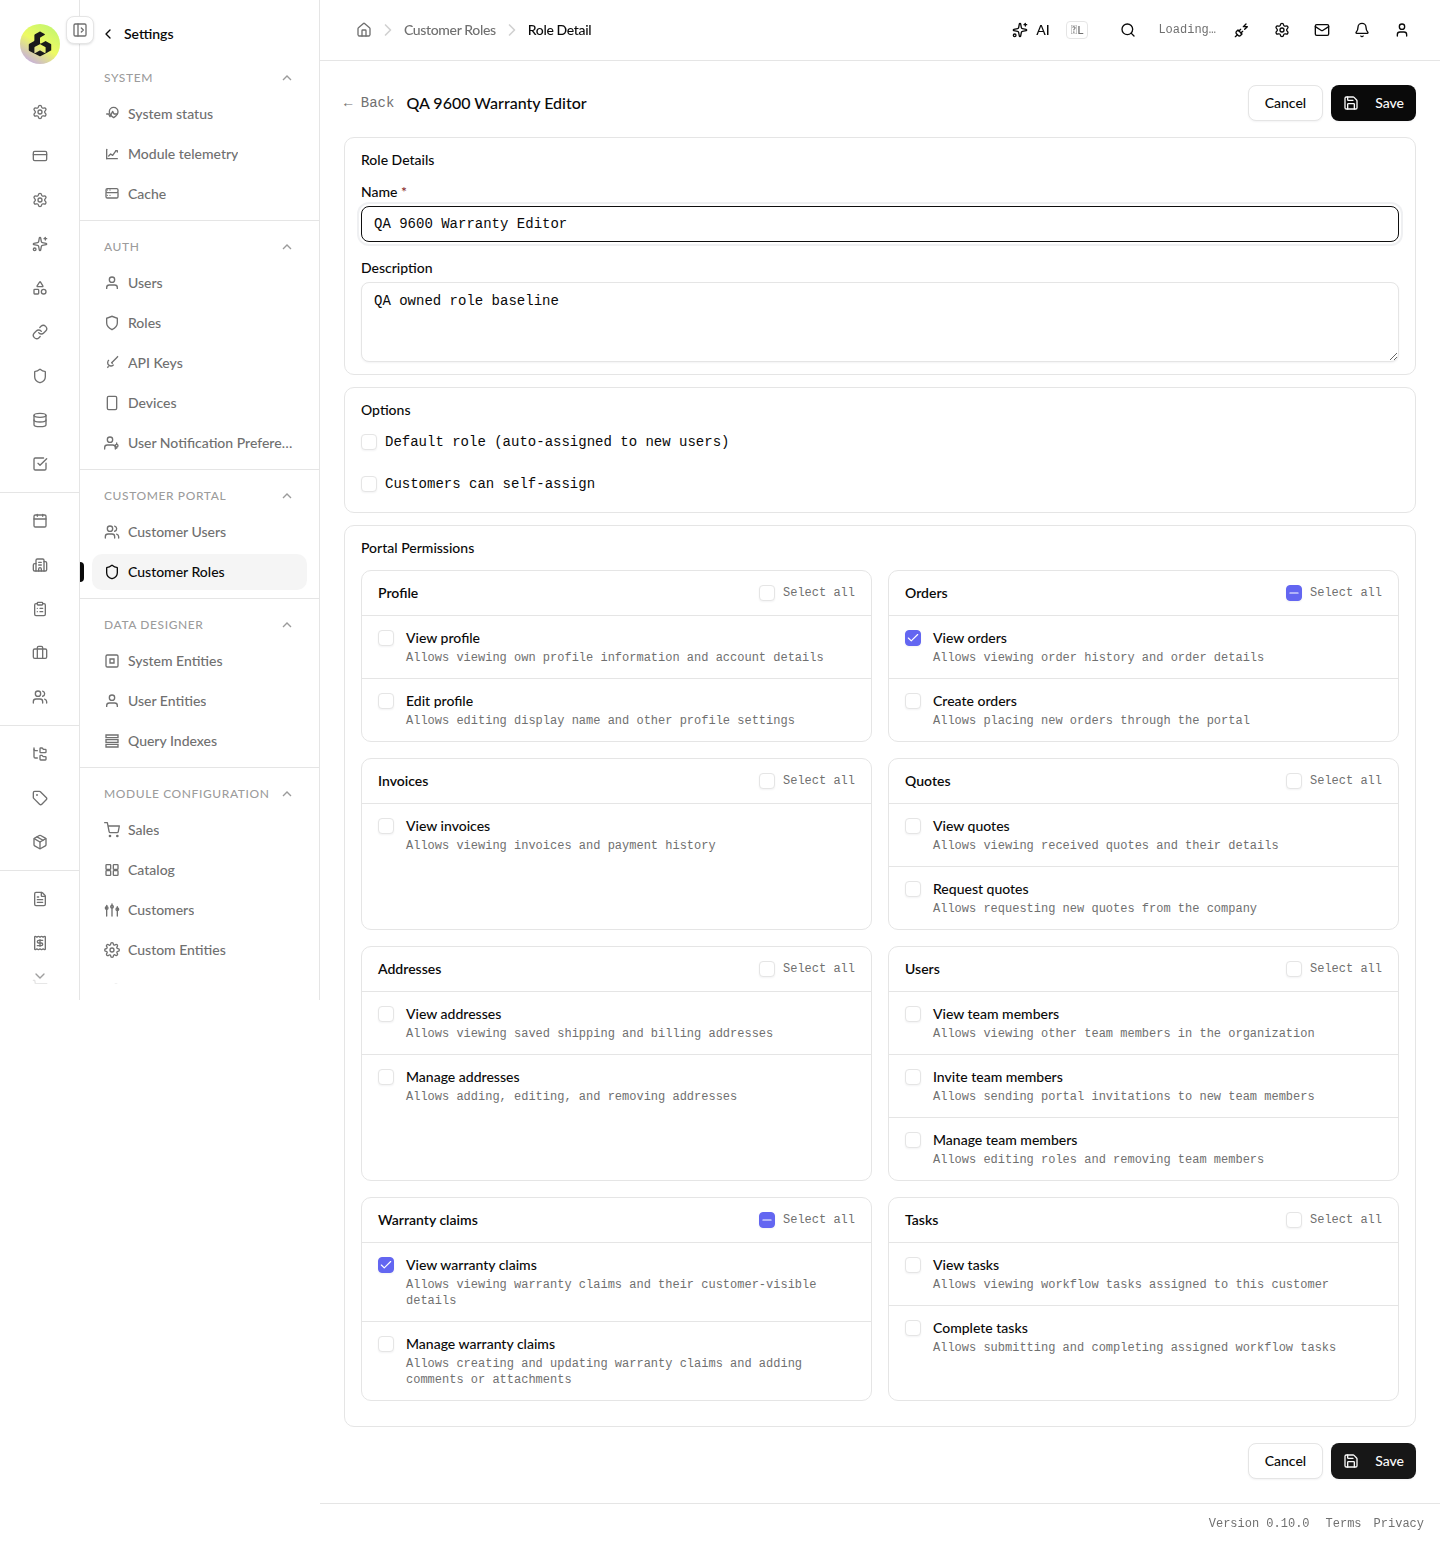 Settings
SYSTEM
System status
Module telemetry
Cache
AUTH
Users
Roles
API Keys
Devices
User Notification Prefere...
CUSTOMER PORTAL
Customer Users
Customer Roles
DATA DESIGNER
System Entities
User Entities
Query Indexes
MODULE CONFIGURATION
Sales
Catalog
Customers
Custom Entities
Customer Roles
Role Detail
AI
L
Loading…
← Back
QA 9600 Warranty Editor
Cancel
Save
Role Details
Name *
QA 9600 Warranty Editor
Description
QA owned role baseline
Options
Default role (auto-assigned to new users)
Customers can self-assign
Portal Permissions
Profile
Select all
View profile
Allows viewing own profile information and account details
Edit profile
Allows editing display name and other profile settings
Orders
Select all
View orders
Allows viewing order history and order details
Create orders
Allows placing new orders through the portal
Invoices
Select all
View invoices
Allows viewing invoices and payment history
Quotes
Select all
View quotes
Allows viewing received quotes and their details
Request quotes
Allows requesting new quotes from the company
Addresses
Select all
View addresses
Allows viewing saved shipping and billing addresses
Manage addresses
Allows adding, editing, and removing addresses
Users
Select all
View team members
Allows viewing other team members in the organization
Invite team members
Allows sending portal invitations to new team members
Manage team members
Allows editing roles and removing team members
Warranty claims
Select all
View warranty claims
Allows viewing warranty claims and their customer-visible
details
Manage warranty claims
Allows creating and updating warranty claims and adding
comments or attachments
Tasks
Select all
View tasks
Allows viewing workflow tasks assigned to this customer
Complete tasks
Allows submitting and completing assigned workflow tasks
Cancel
Save
Version 0.10.0
Terms
Privacy